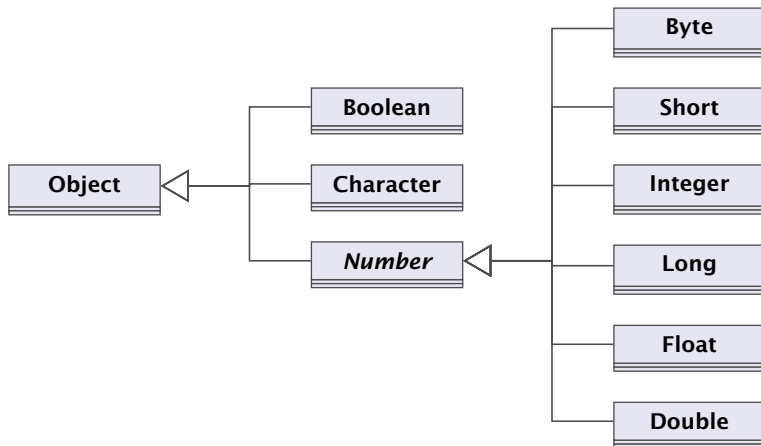 Object
Boolean
Character
Number
Byte
Short
Integer
Long
Float
Double